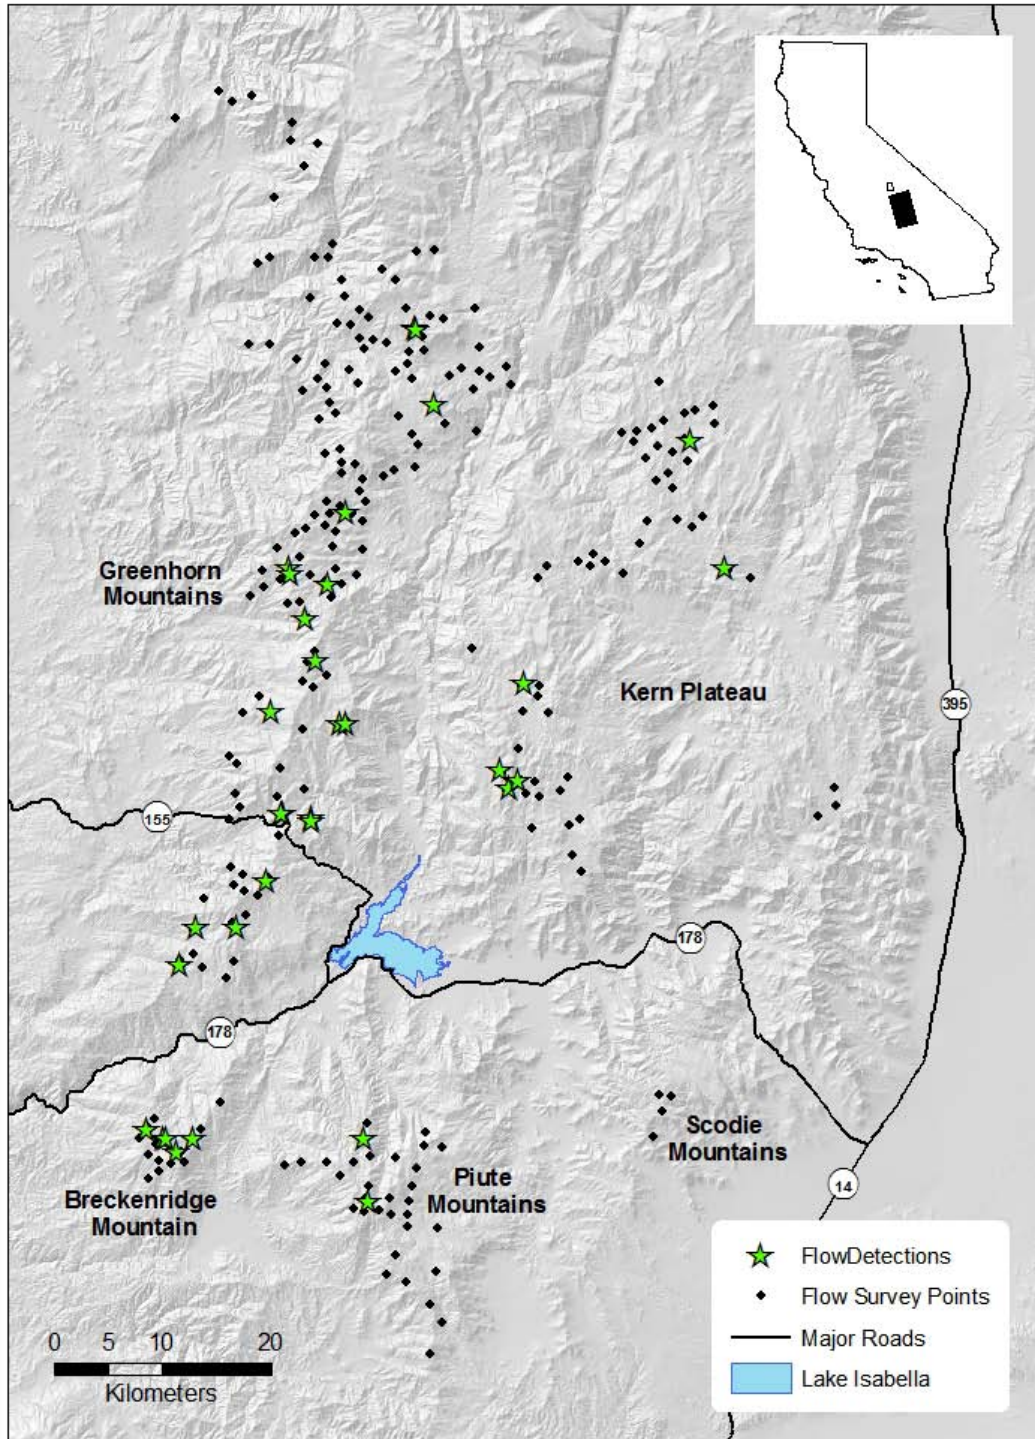 Greenhorn
Mountains
Kern Plateau
395
155
178
178
Scodie
Mountains
Piute
Mountains
14
Breckenridge
Mountain
FlowDetections
Flow Survey Points
Major Roads
Lake Isabella
0 5 10 20
Kilometers